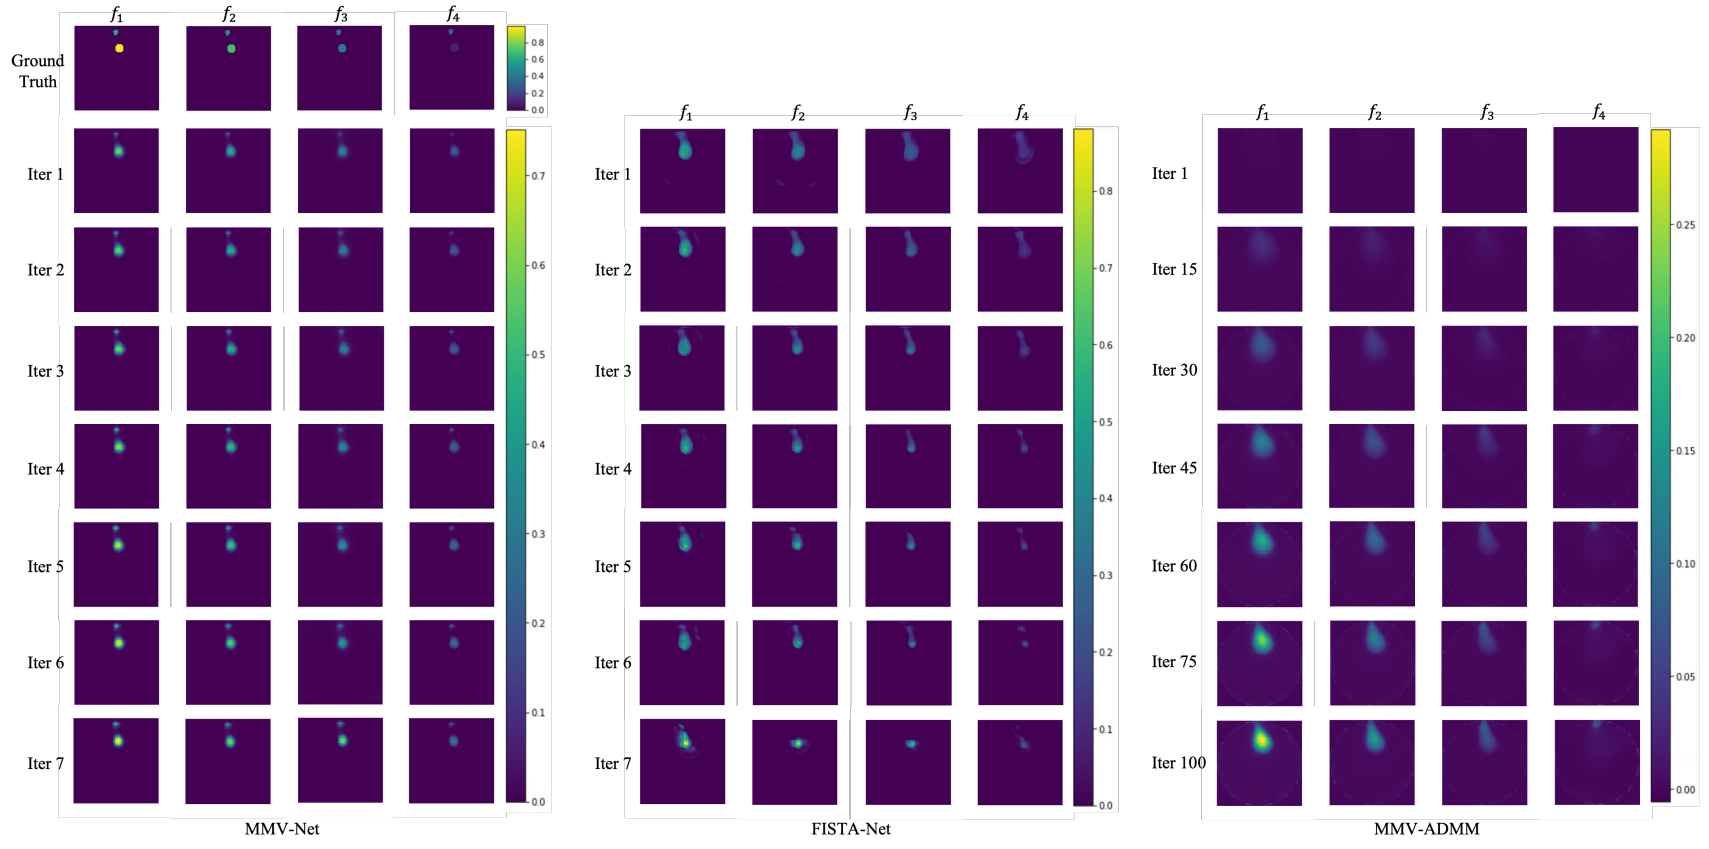 f1 f2 f3 f4
Ground
Truth
0.8
0.6
0.4
0.2
0.0
Iter 1
Iter 2
Iter 3
Iter 4
Iter 5
Iter 6
Iter 7
0.7
0.6
0.5
0.4
0.3
0.2
0.1
0.0
MMV-Net
f1 f2 f3 f4
Iter 1
Iter 2
Iter 3
Iter 4
Iter 5
Iter 6
Iter 7
0.8
0.7
0.6
0.5
0.4
0.3
0.2
0.1
0.0
FISTA-Net
f1 f2 f3 f4
Iter 1
Iter 15
Iter 30
Iter 45
Iter 60
Iter 75
Iter 100
0.25
0.20
0.15
0.10
0.05
0.00
MMV-ADMM